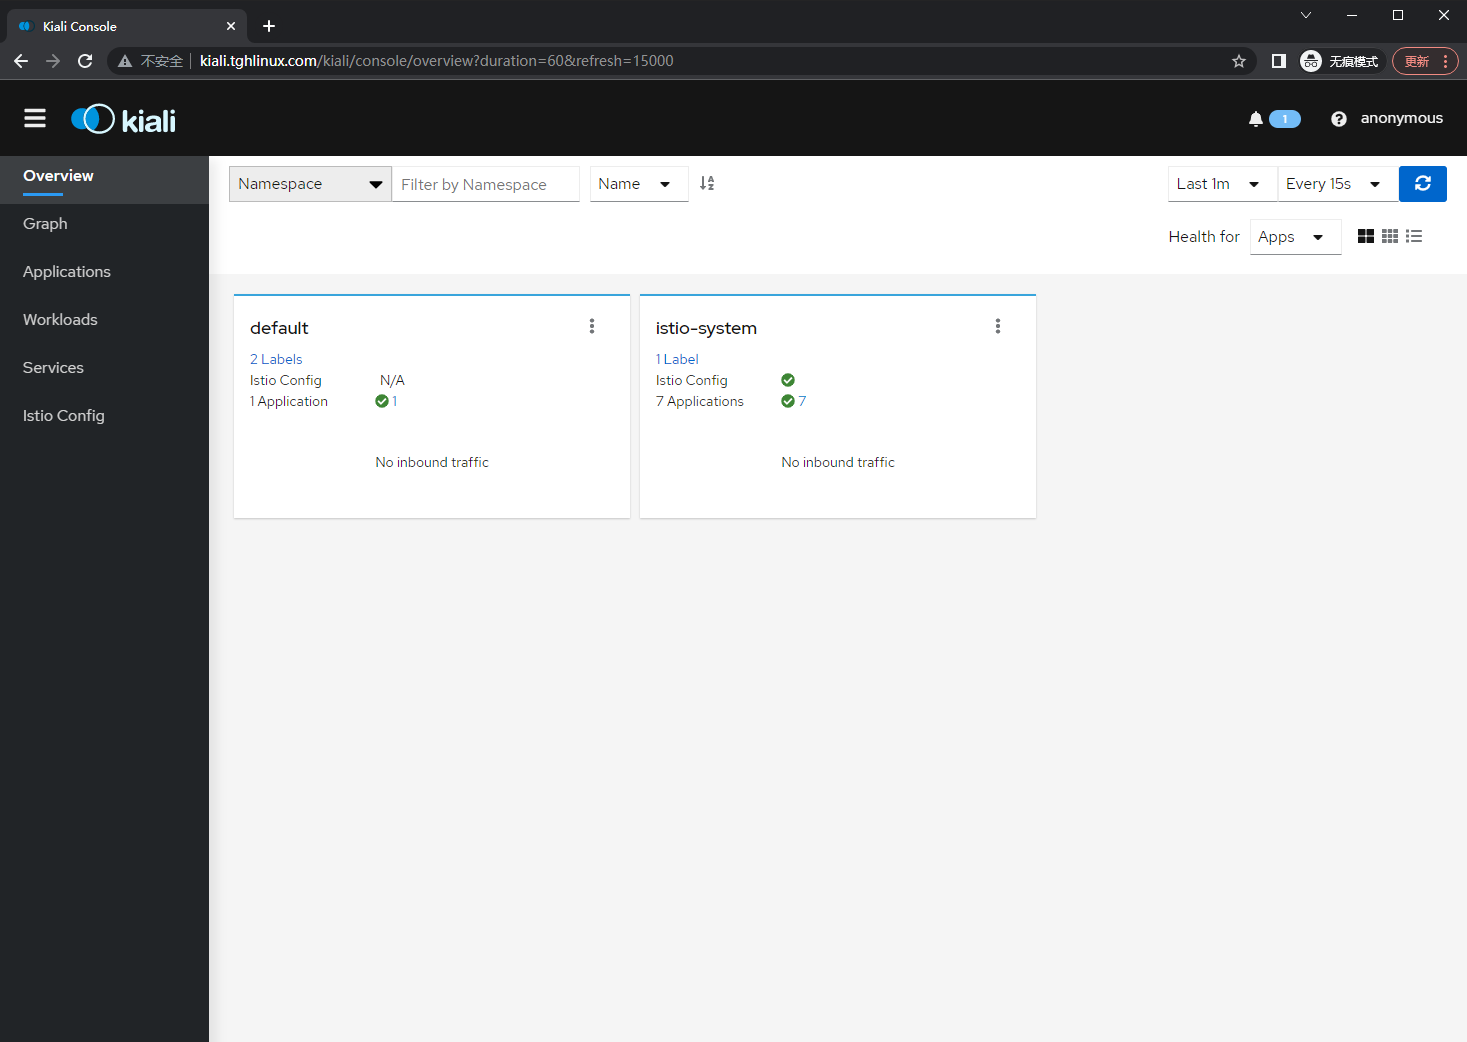 Kiali Console
不安全
kiali.tghlinux.com/kiali/console/overview?duration=60&refresh=15000
无痕模式
更新
kiali
1
anonymous
Overview
Graph
Applications
Workloads
Services
Istio Config
Namespace
Filter by Namespace
Name
Last 1m
Every 15s
Health for
Apps
default
2 Labels
Istio Config N/A
1 Application 1
No inbound traffic
istio-system
1 Label
Istio Config
7 Applications 7
No inbound traffic